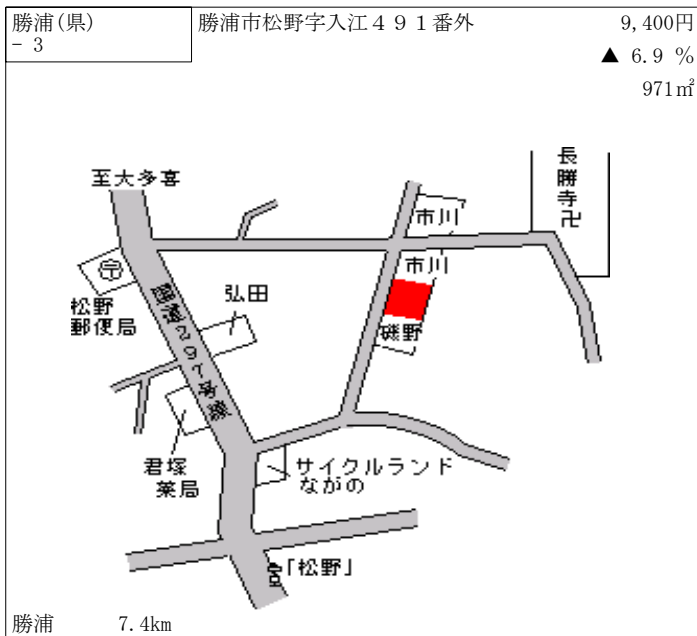 勝浦(県)
- 3
勝浦市松野字入江４９１番外
9,400円
▲ 6.9 %
971㎡
至大多喜
長勝寺卍
市川
市川
〒
松野
郵便局
弘田
国道297号線
磯野
君塚
薬局
サイクルランド
ながの
「松野」
勝浦 7.4km